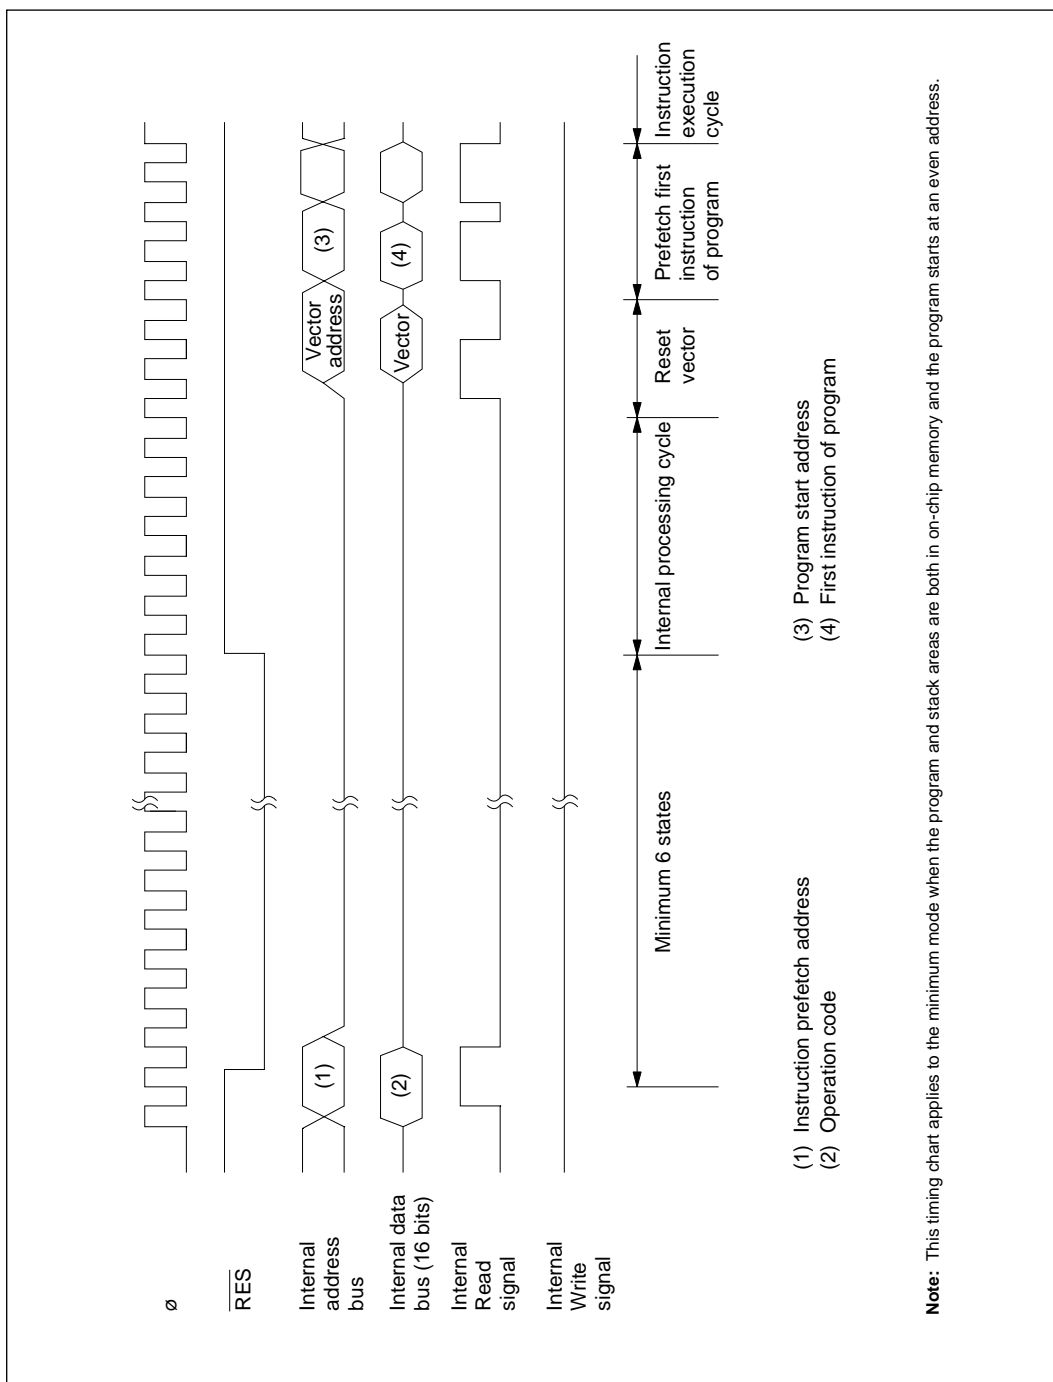 ø
RES
Internal
address
bus
Internal data
bus (16 bits)
Internal
Read
signal
Internal
Write
signal
(1)
(2)
Vector
address
Vector
(3)
(4)
Minimum 6 states
Internal processing cycle
Reset
vector
Prefetch first
instruction
of program
Instruction
execution
cycle
(1) Instruction prefetch address
(2) Operation code
(3) Program start address
(4) First instruction of program
Note: This timing chart applies to the minimum mode when the program and stack areas are both in on-chip memory and the program starts at an even address.